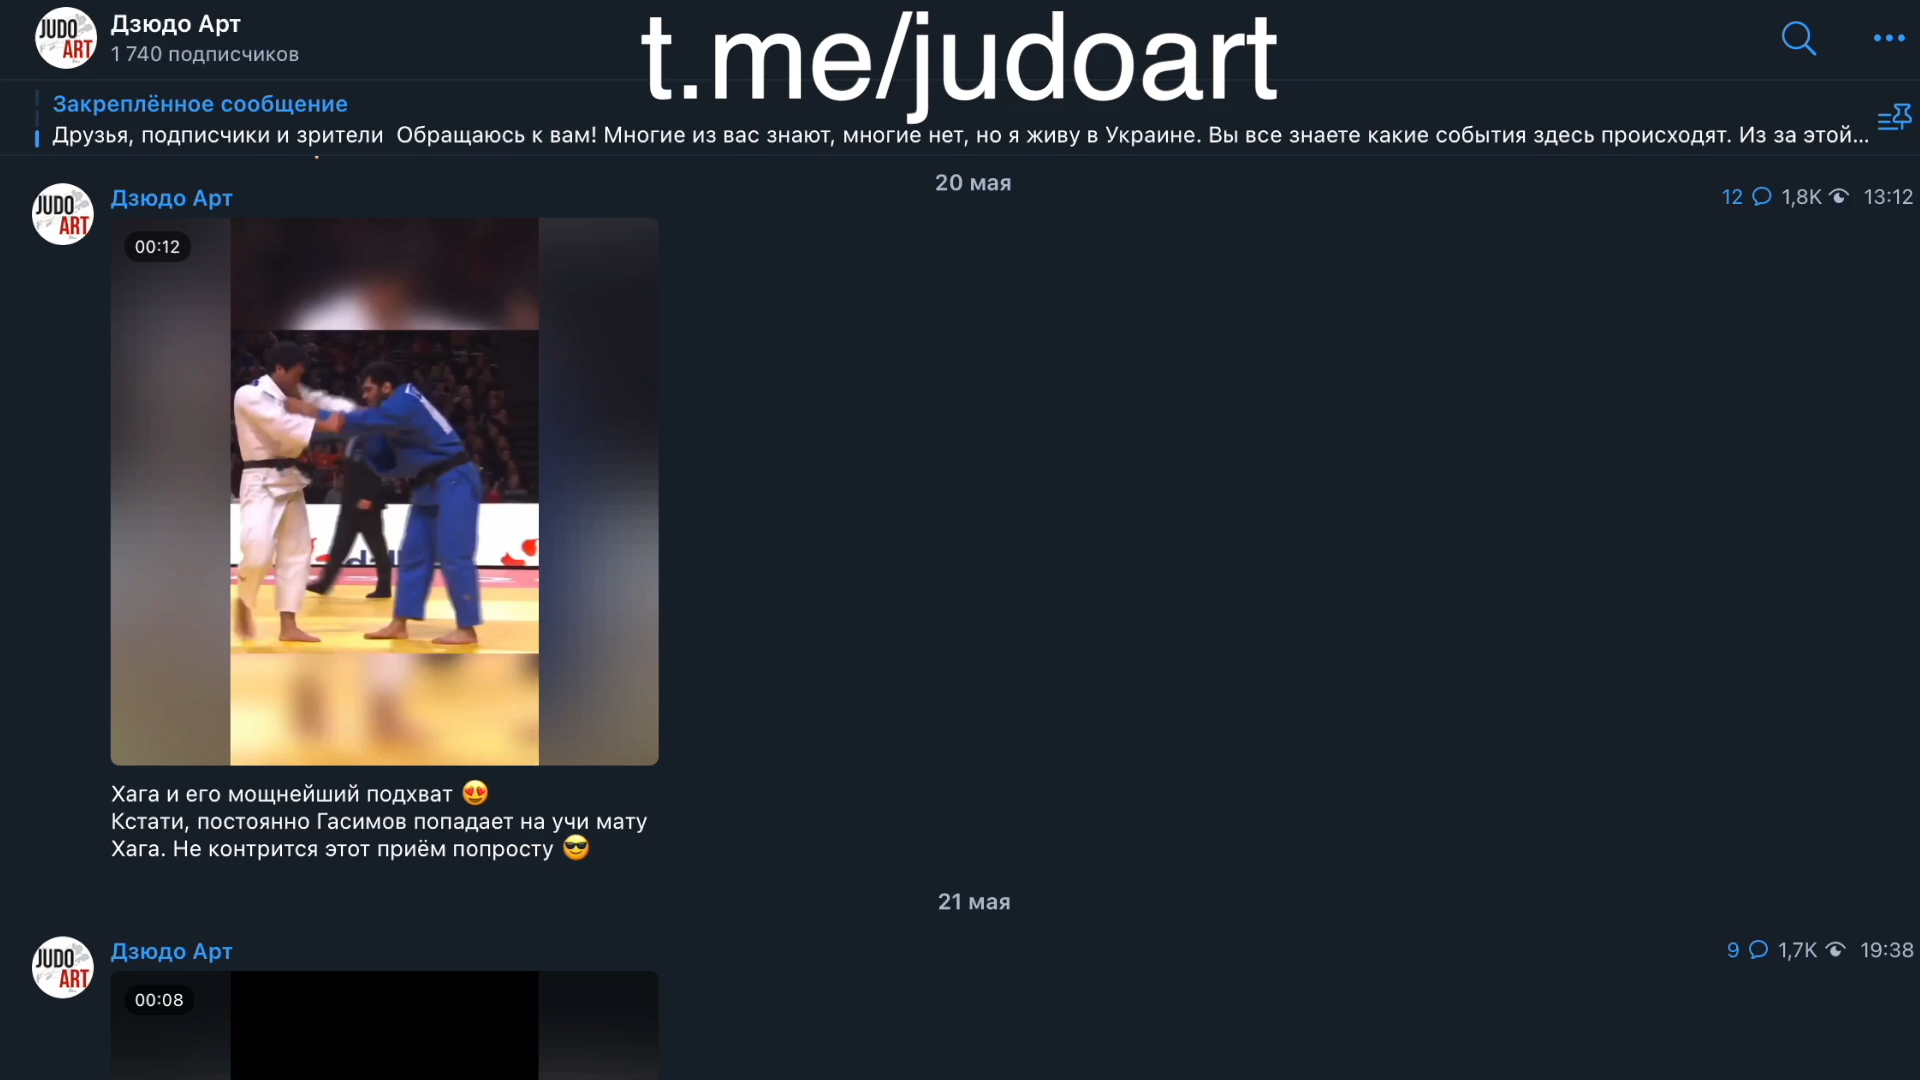 JUDO
ART
Дзюдо Арт
1 740 подписчиков
t.me/judoart
Закреплённое сообщение
Друзья, подписчики и зрители Обращаюсь к вам! Многие из вас знают, многие нет, но я живу в Украине. Вы все знаете какие события здесь происходят. Из за этой...
20 мая
JUDO
ART
Дзюдо Арт
12 1,8K 13:12
00:12
Хага и его мощнейший подхват 😍
Кстати, постоянно Гасимов попадает на учи мату
Хага. Не контрится этот приём попросту 😎
21 мая
JUDO
ART
Дзюдо Арт
9 1,7K 19:38
00:08